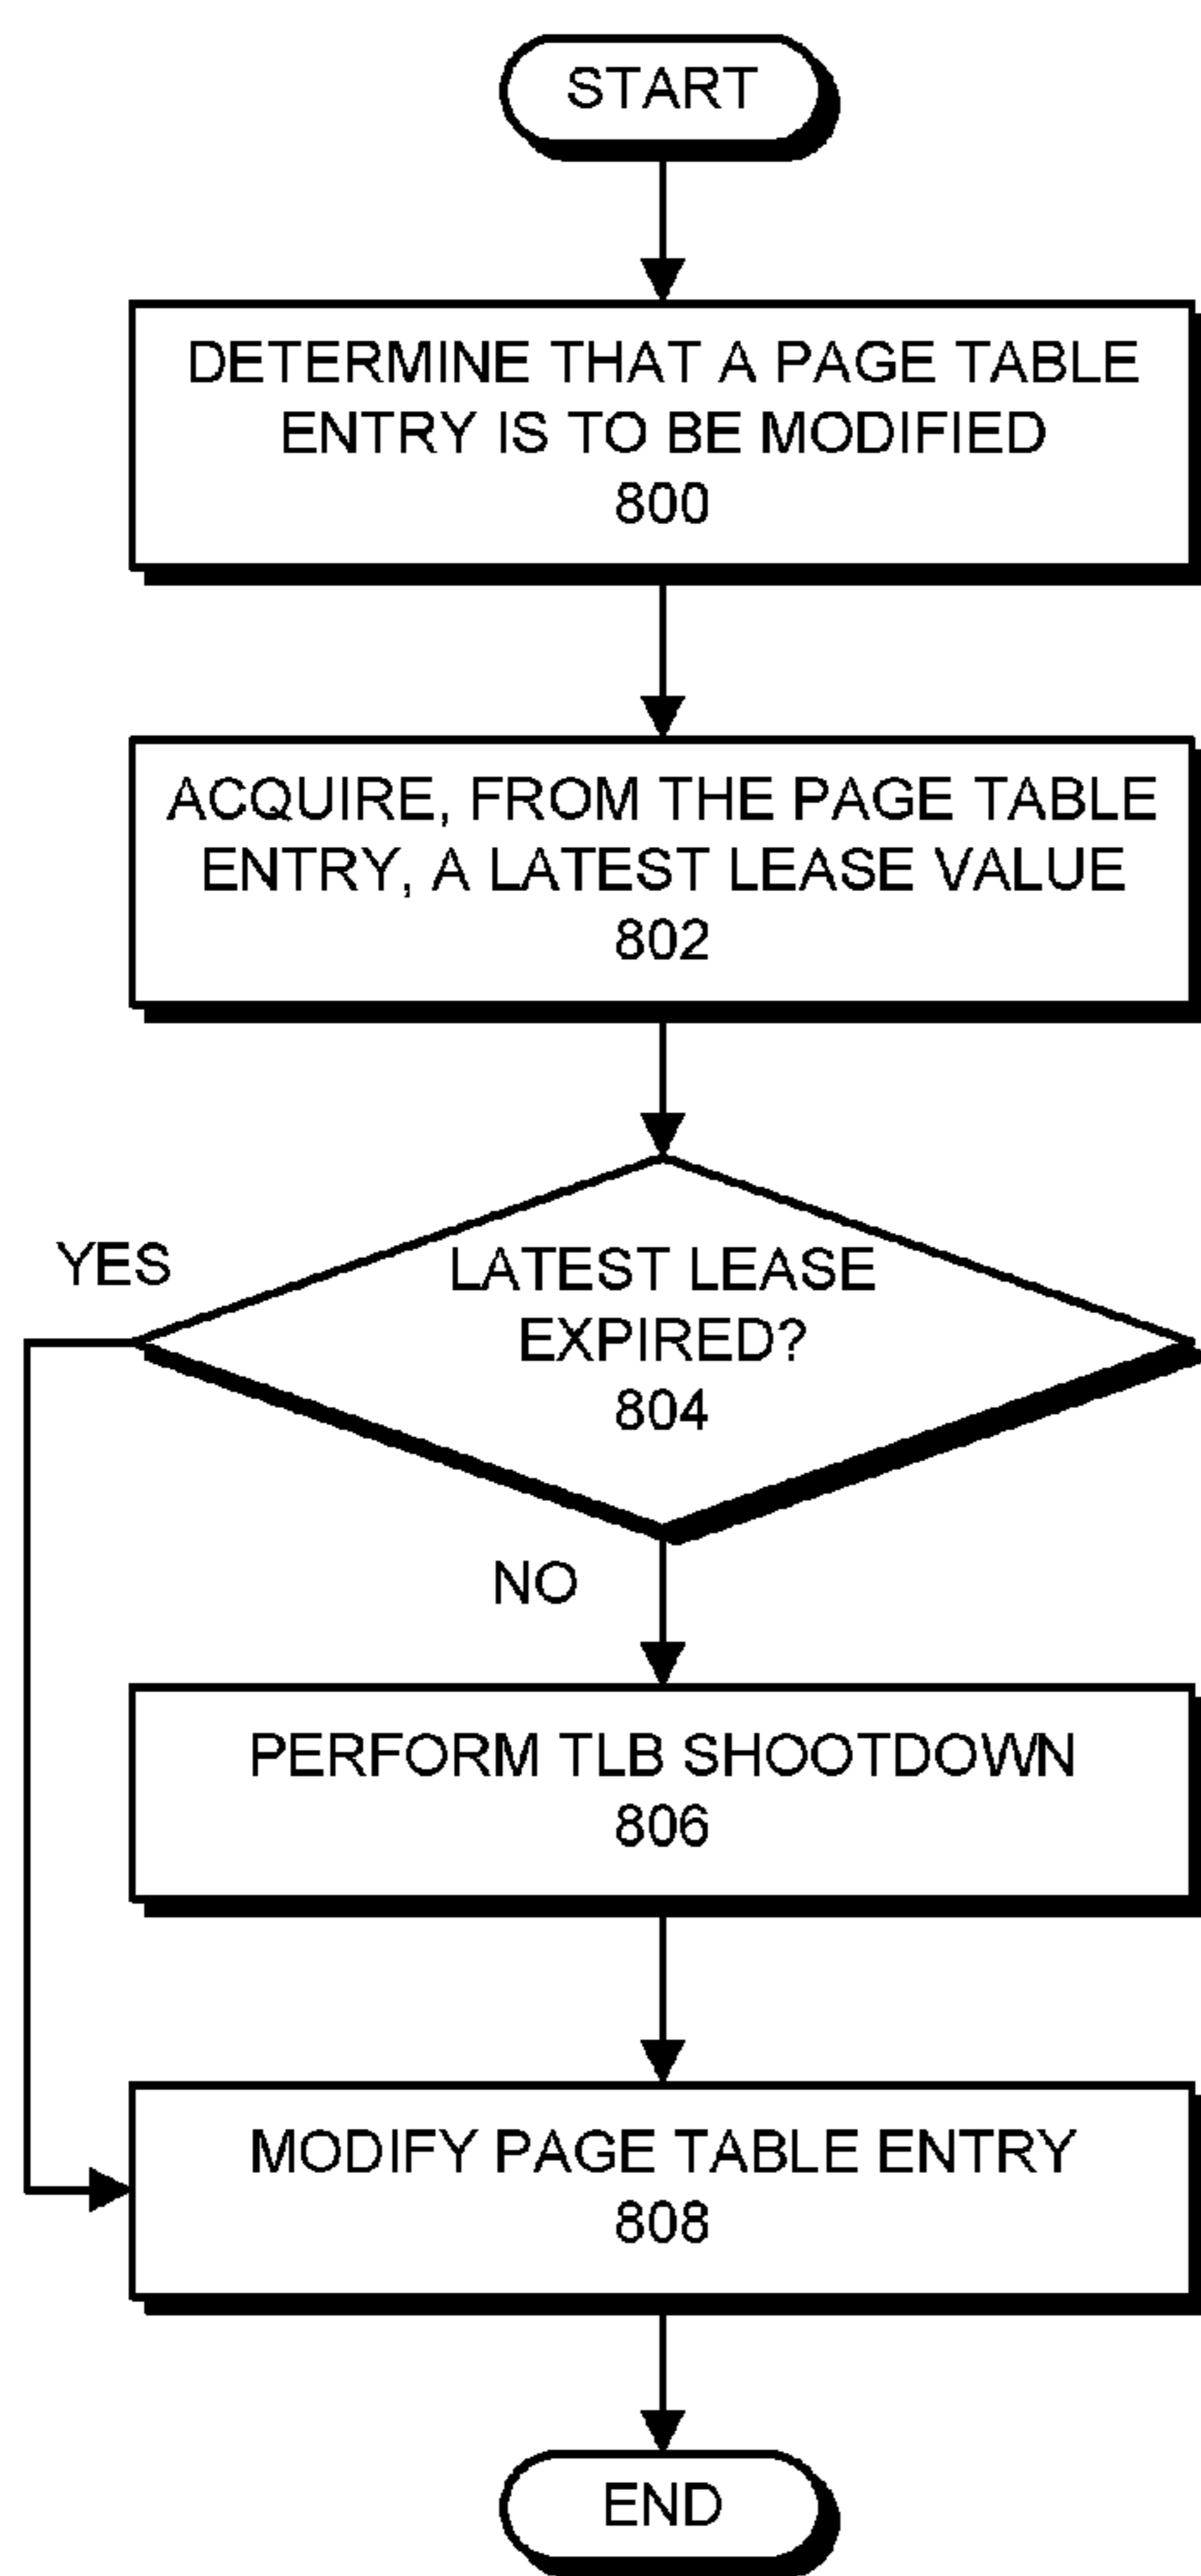 START
DETERMINE THAT A PAGE TABLE
ENTRY IS TO BE MODIFIED
800
ACQUIRE, FROM THE PAGE TABLE
ENTRY, A LATEST LEASE VALUE
802
YES
LATEST LEASE
EXPIRED?
804
NO
PERFORM TLB SHOOTDOWN
806
MODIFY PAGE TABLE ENTRY
808
END